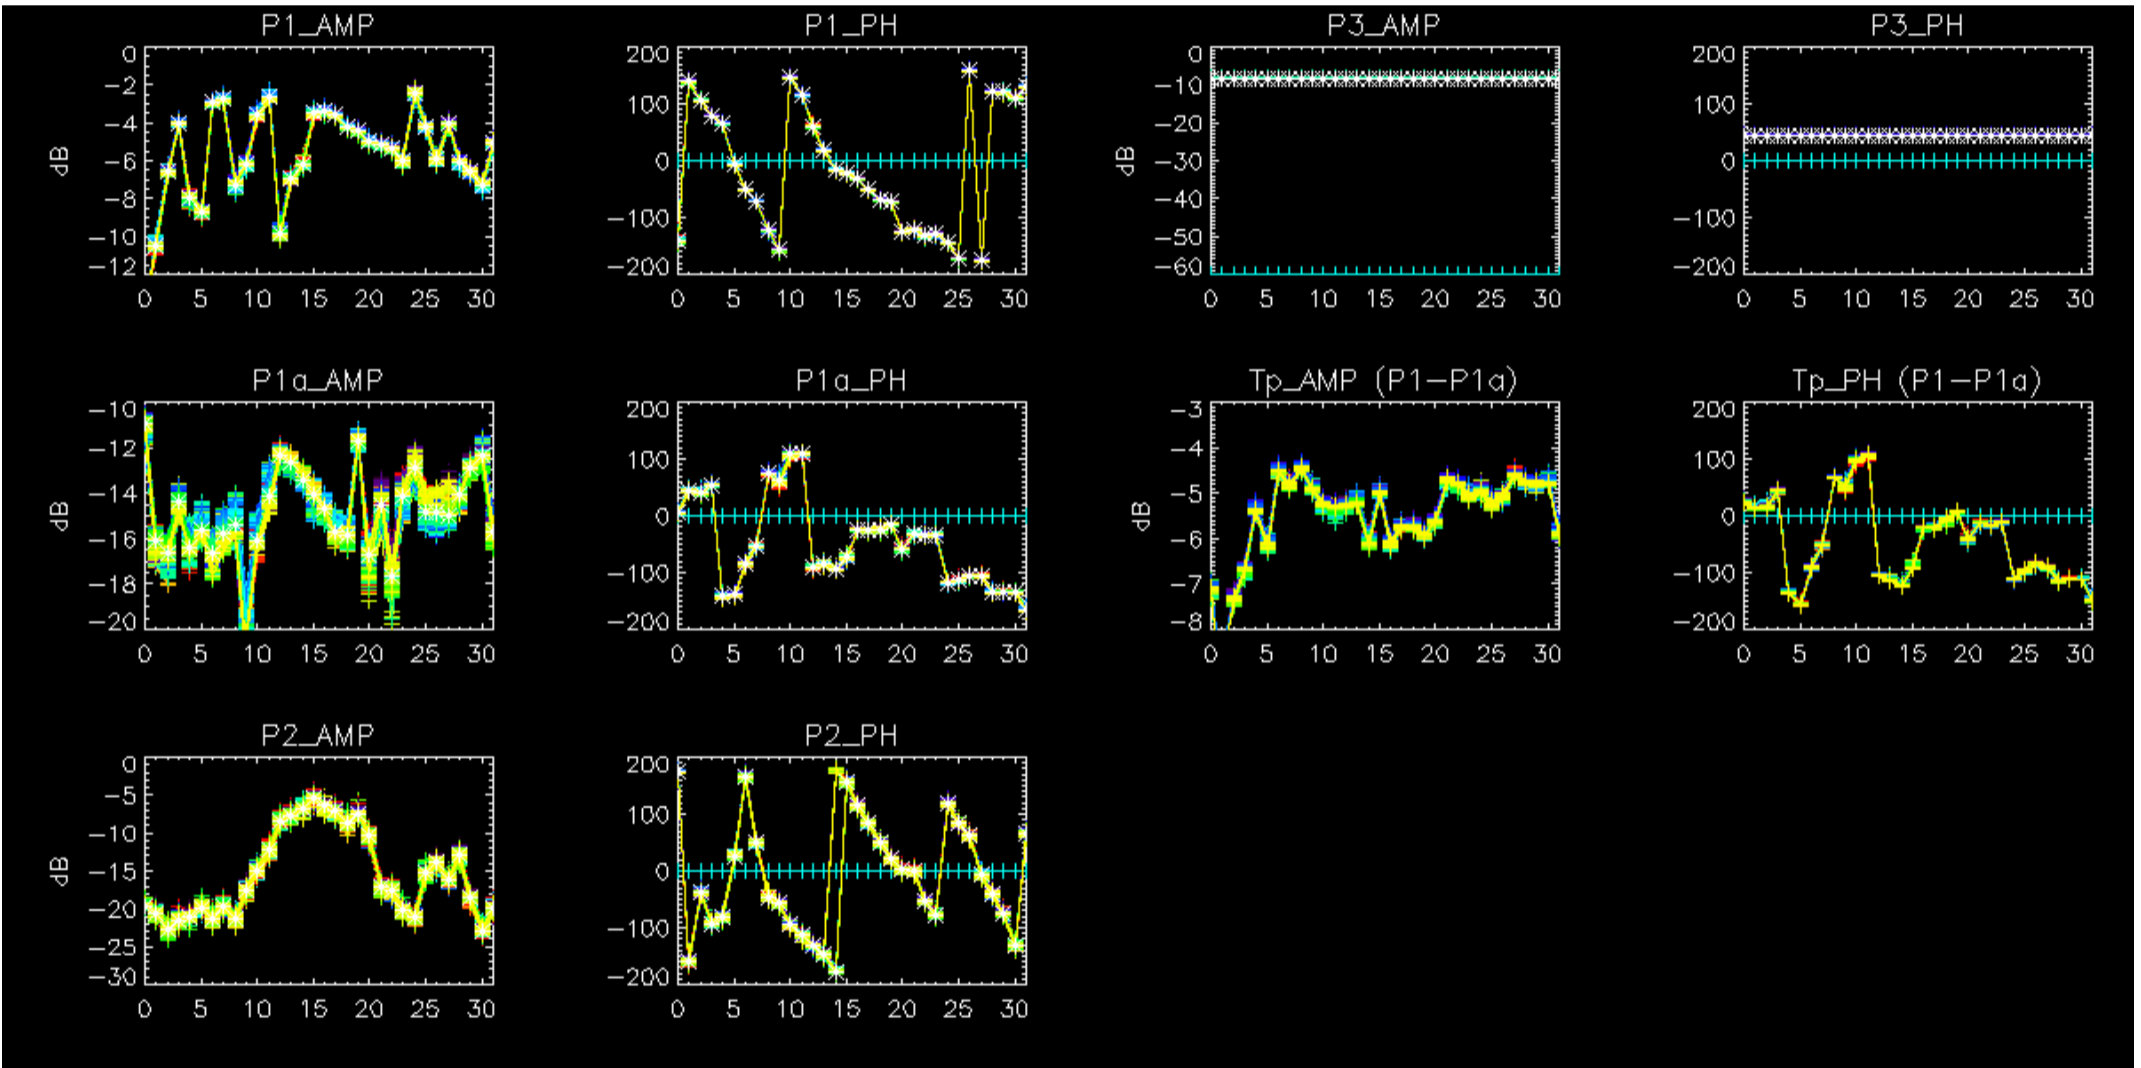 P1_AMP
0
−2
−4
−6
−8
−10
−12
dB
0 5 10 15 20 25 30
P1_PH
200
100
0
−100
−200
0 5 10 15 20 25 30
P3_AMP
0
−10
−20
−30
−40
−50
−60
dB
0 5 10 15 20 25 30
P3_PH
200
100
0
−100
−200
0 5 10 15 20 25 30
P1a_AMP
−10
−12
−14
−16
−18
−20
dB
0 5 10 15 20 25 30
P1a_PH
200
100
0
−100
−200
0 5 10 15 20 25 30
Tp_AMP (P1−P1a)
−3
−4
−5
−6
−7
−8
dB
0 5 10 15 20 25 30
Tp_PH (P1−P1a)
200
100
0
−100
−200
0 5 10 15 20 25 30
P2_AMP
0
−5
−10
−15
−20
−25
−30
dB
0 5 10 15 20 25 30
P2_PH
200
100
0
−100
−200
0 5 10 15 20 25 30